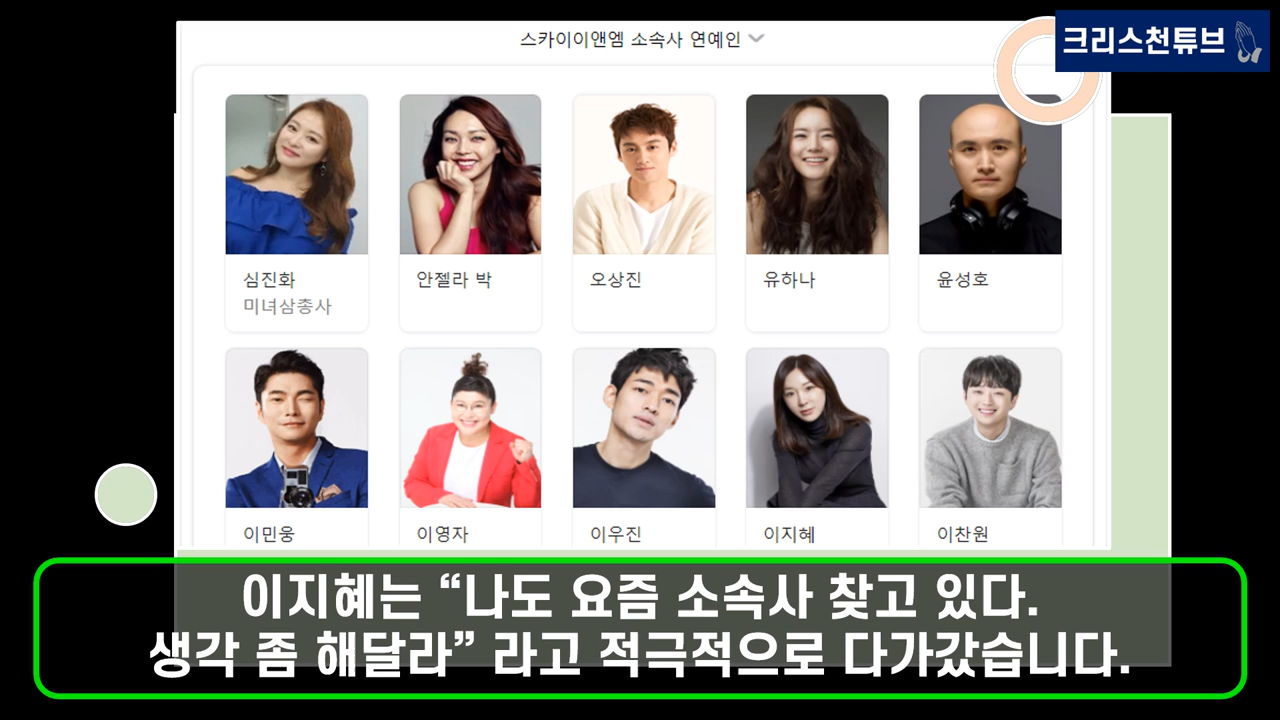 스카이이앤엠 소속사 연예인
크리스천튜브
심진화
미녀삼총사
안젤라 박
오상진
유하나
윤성호
이민웅
이영자
이우진
이지혜
이찬원
이지혜는 “나도 요즘 소속사 찾고 있다.
생각 좀 해달라” 라고 적극적으로 다가갔습니다.